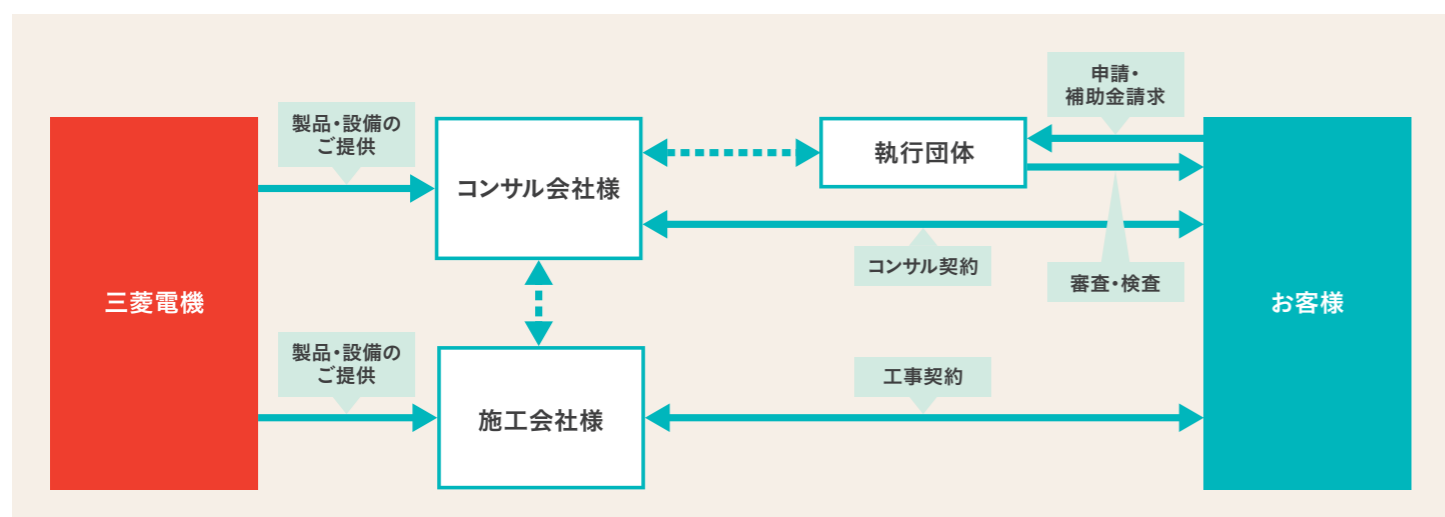 三菱電機
製品・設備の
ご提供
製品・設備の
ご提供
コンサル会社様
施工会社様
執行団体
申請・
補助金請求
審査・検査
コンサル契約
工事契約
お客様